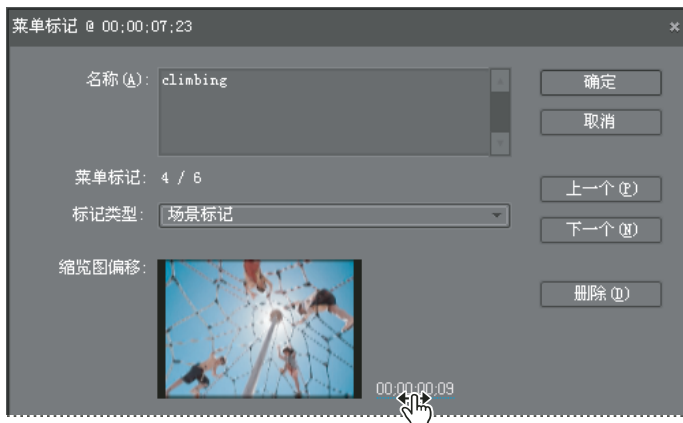 菜单标记 @ 00;00;07;23
名称(A): climbing
确定
取消
菜单标记: 4 / 6
上一个(P)
标记类型: 场景标记
下一个(N)
缩览图偏移:
删除(D)
00;00;00;09